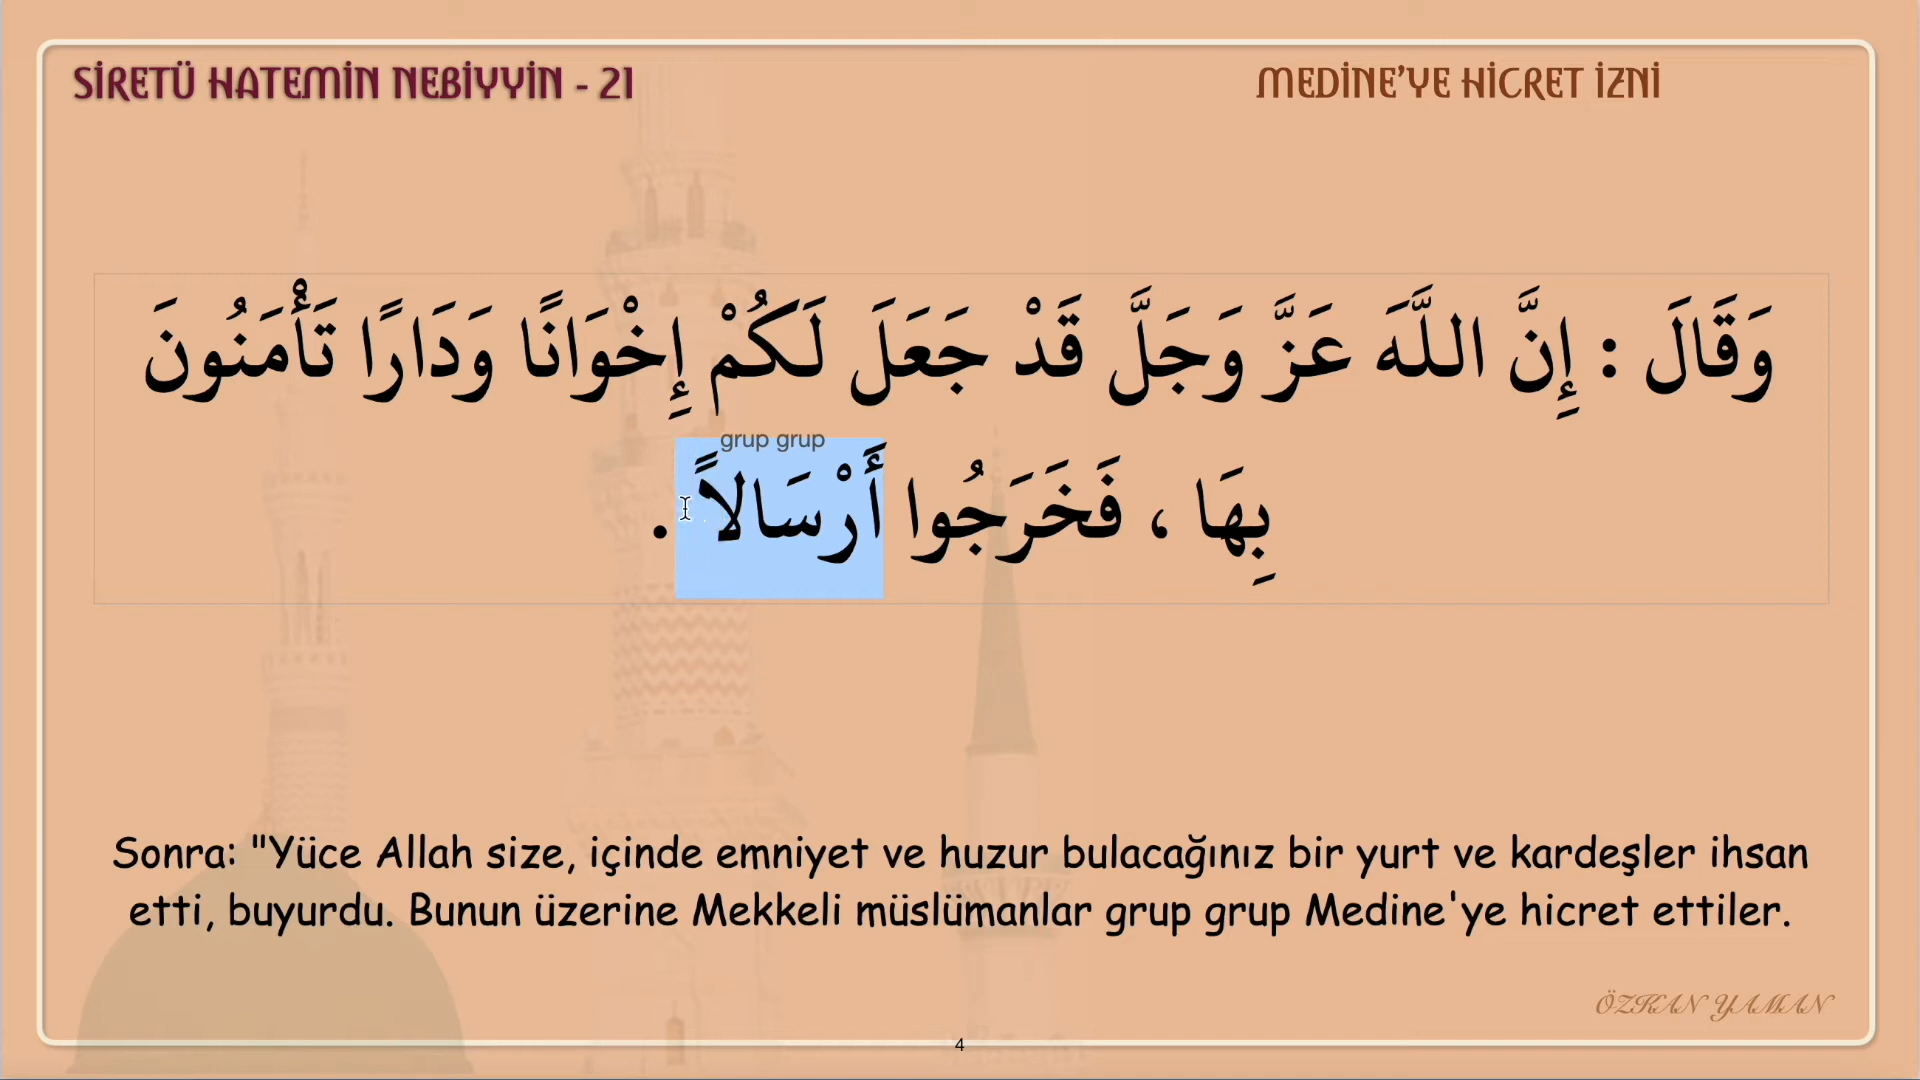 SİRETÜ HATEMİN NEBİYYİN - 21
MEDİNE'YE HİCRET İZNİ
وَقَالَ : إِنَّ اللَّهَ عَزَّ وَجَلَّ قَدْ جَعَلَ لَكُمْ إِخْوَانًا وَدَارًا تَأْمَنُونَ
grup grup
بِهَا ، فَخَرَجُوا أَرْسَالاً .
Sonra: "Yüce Allah size, içinde emniyet ve huzur bulacağınız bir yurt ve kardeşler ihsan
etti, buyurdu. Bunun üzerine Mekkeli müslümanlar grup grup Medine'ye hicret ettiler.
ÖZKAN YAMAN
4